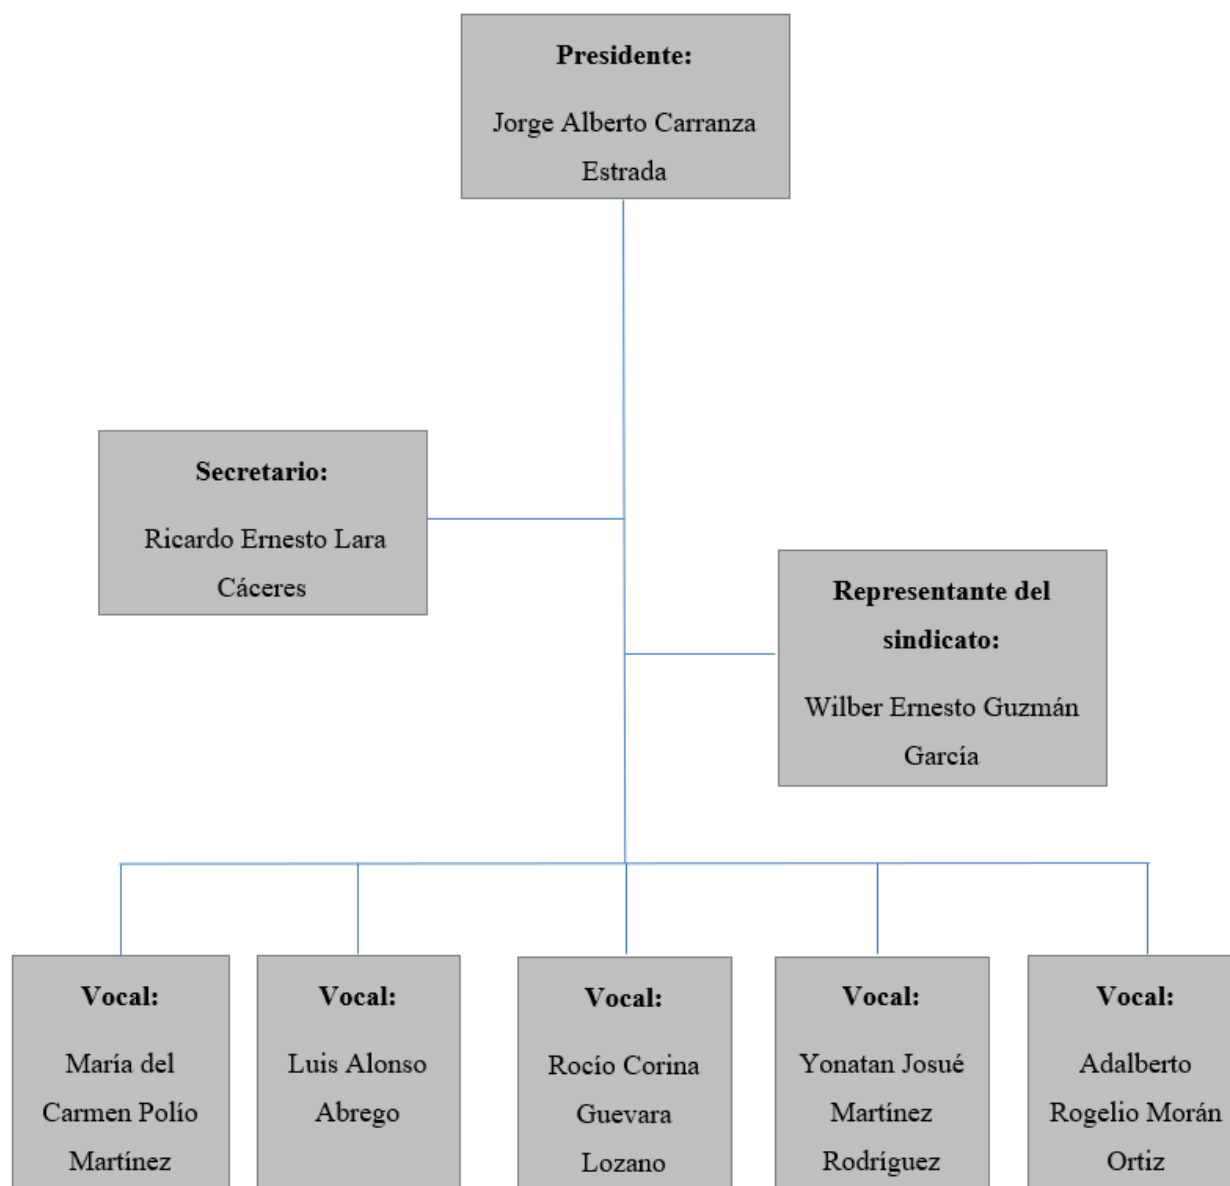 Presidente:
Jorge Alberto Carranza
Estrada
Secretario:
Ricardo Ernesto Lara
Cáceres
Representante del
sindicato:
Wilber Ernesto Guzmán
García
Vocal:
María del
Carmen Polío
Martínez
Vocal:
Luis Alonso
Abrego
Vocal:
Rocío Corina
Guevara
Lozano
Vocal:
Yonatan Josué
Martínez
Rodríguez
Vocal:
Adalberto
Rogelio Morán
Ortiz